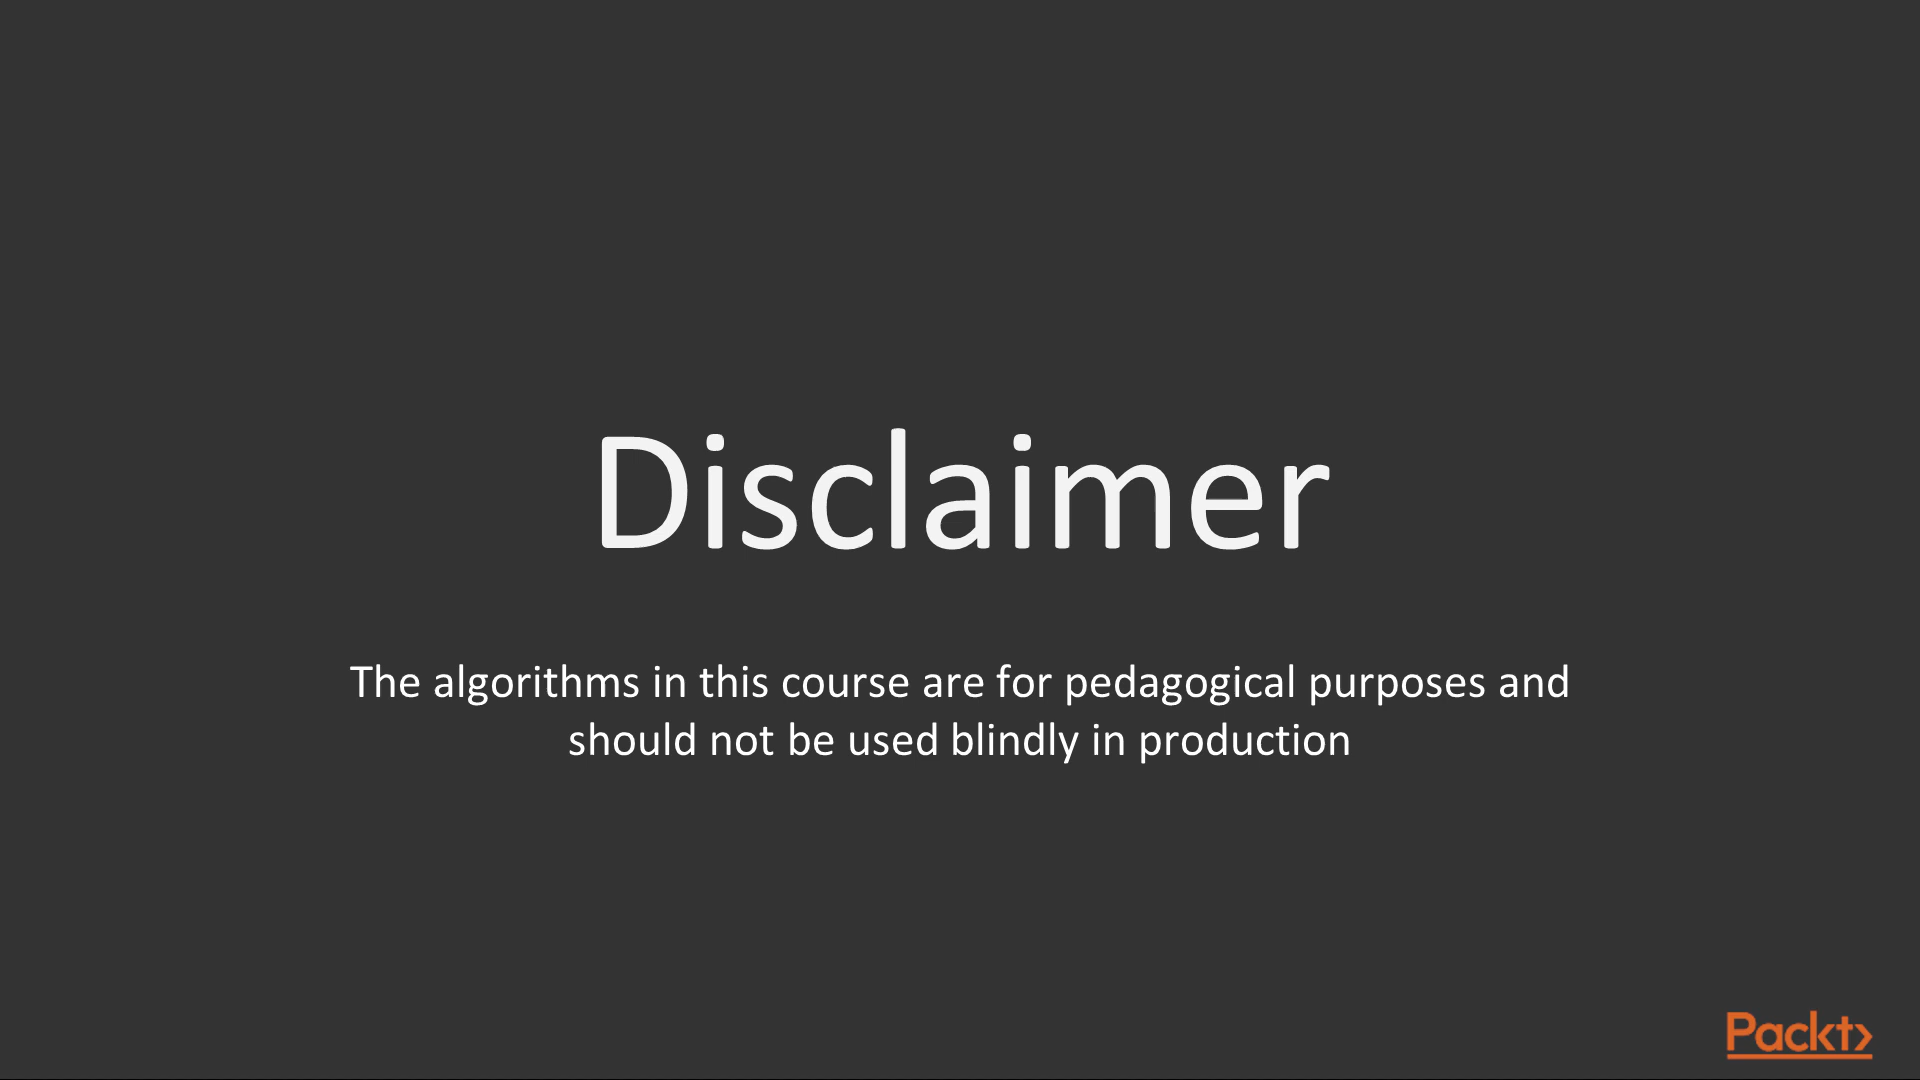 Disclaimer
The algorithms in this course are for pedagogical purposes and
should not be used blindly in production
Packt>